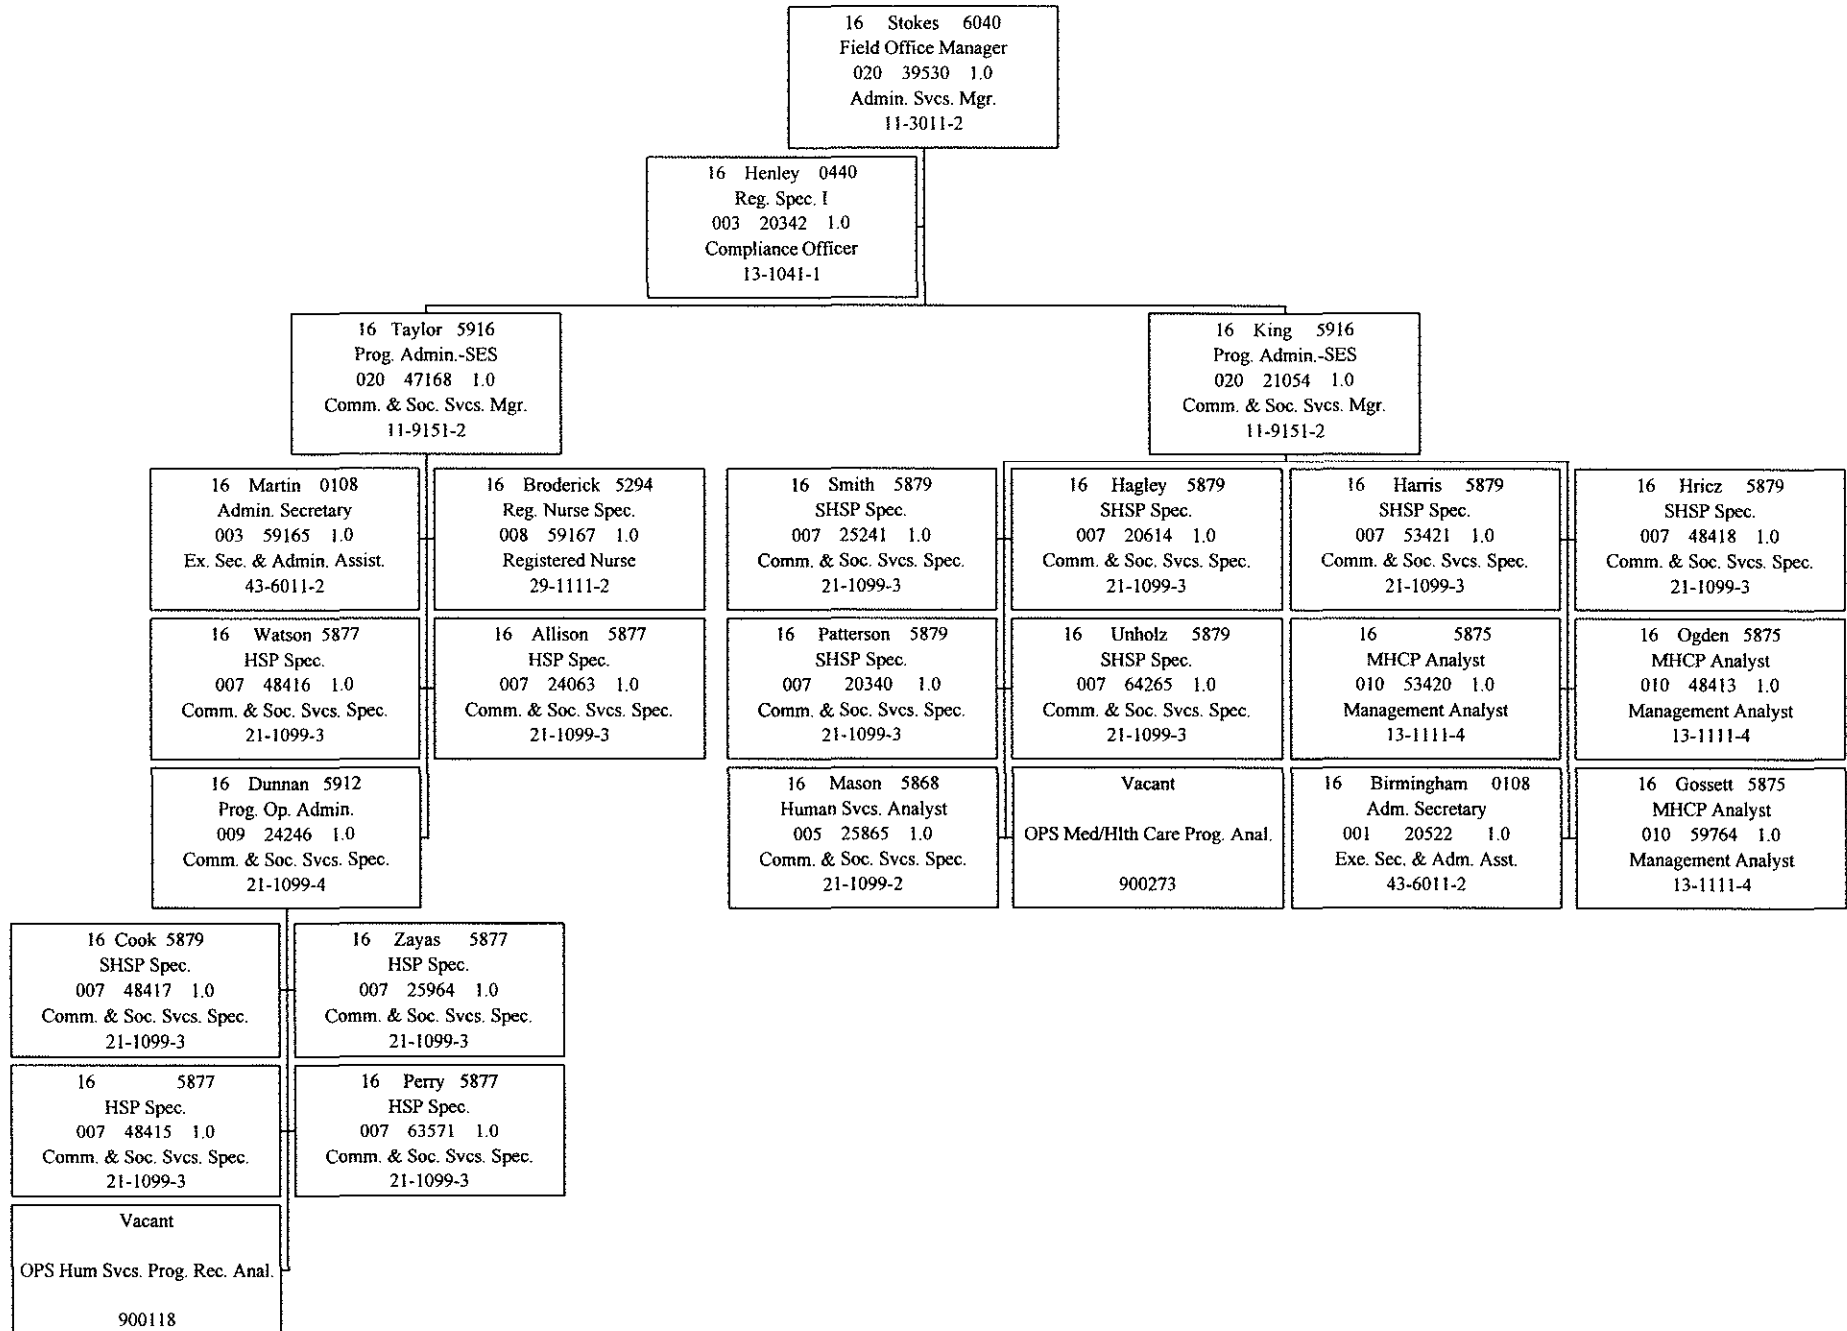 16 Stokes 6040
Field Office Manager
020 39530 1.0
Admin. Svcs. Mgr.
11-3011-2
16 Henley 0440
Reg. Spec. I
003 20342 1.0
Compliance Officer
13-1041-1
16 Taylor 5916
Prog. Admin.-SES
020 47168 1.0
Comm. & Soc. Svcs. Mgr.
11-9151-2
16 King 5916
Prog. Admin.-SES
020 21054 1.0
Comm. & Soc. Svcs. Mgr.
11-9151-2
16 Martin 0108
Admin. Secretary
003 59165 1.0
Ex. Sec. & Admin. Assist.
43-6011-2
16 Broderick 5294
Reg. Nurse Spec.
008 59167 1.0
Registered Nurse
29-1111-2
16 Smith 5879
SHSP Spec.
007 25241 1.0
Comm. & Soc. Svcs. Spec.
21-1099-3
16 Hagley 5879
SHSP Spec.
007 20614 1.0
Comm. & Soc. Svcs. Spec.
21-1099-3
16 Harris 5879
SHSP Spec.
007 53421 1.0
Comm. & Soc. Svcs. Spec.
21-1099-3
16 Hricz 5879
SHSP Spec.
007 48418 1.0
Comm. & Soc. Svcs. Spec.
21-1099-3
16 Watson 5877
HSP Spec.
007 48416 1.0
Comm. & Soc. Svcs. Spec.
21-1099-3
16 Allison 5877
HSP Spec.
007 24063 1.0
Comm. & Soc. Svcs. Spec.
21-1099-3
16 Patterson 5879
SHSP Spec.
007 20340 1.0
Comm. & Soc. Svcs. Spec.
21-1099-3
16 Unholz 5879
SHSP Spec.
007 64265 1.0
Comm. & Soc. Svcs. Spec.
21-1099-3
16 5875
MHCP Analyst
010 53420 1.0
Management Analyst
13-1111-4
16 Ogden 5875
MHCP Analyst
010 48413 1.0
Management Analyst
13-1111-4
16 Dunnan 5912
Prog. Op. Admin.
009 24246 1.0
Comm. & Soc. Svcs. Spec.
21-1099-4
16 Mason 5868
Human Svcs. Analyst
005 25865 1.0
Comm. & Soc. Svcs. Spec.
21-1099-2
Vacant
OPS Med/Hlth Care Prog. Anal.
900273
16 Birmingham 0108
Adm. Secretary
001 20522 1.0
Exe. Sec. & Adm. Asst.
43-6011-2
16 Gossett 5875
MHCP Analyst
010 59764 1.0
Management Analyst
13-1111-4
16 Cook 5879
SHSP Spec.
007 48417 1.0
Comm. & Soc. Svcs. Spec.
21-1099-3
16 Zayas 5877
HSP Spec.
007 25964 1.0
Comm. & Soc. Svcs. Spec.
21-1099-3
16 5877
HSP Spec.
007 48415 1.0
Comm. & Soc. Svcs. Spec.
21-1099-3
16 Perry 5877
HSP Spec.
007 63571 1.0
Comm. & Soc. Svcs. Spec.
21-1099-3
Vacant
OPS Hum Svcs. Prog. Rec. Anal.
900118